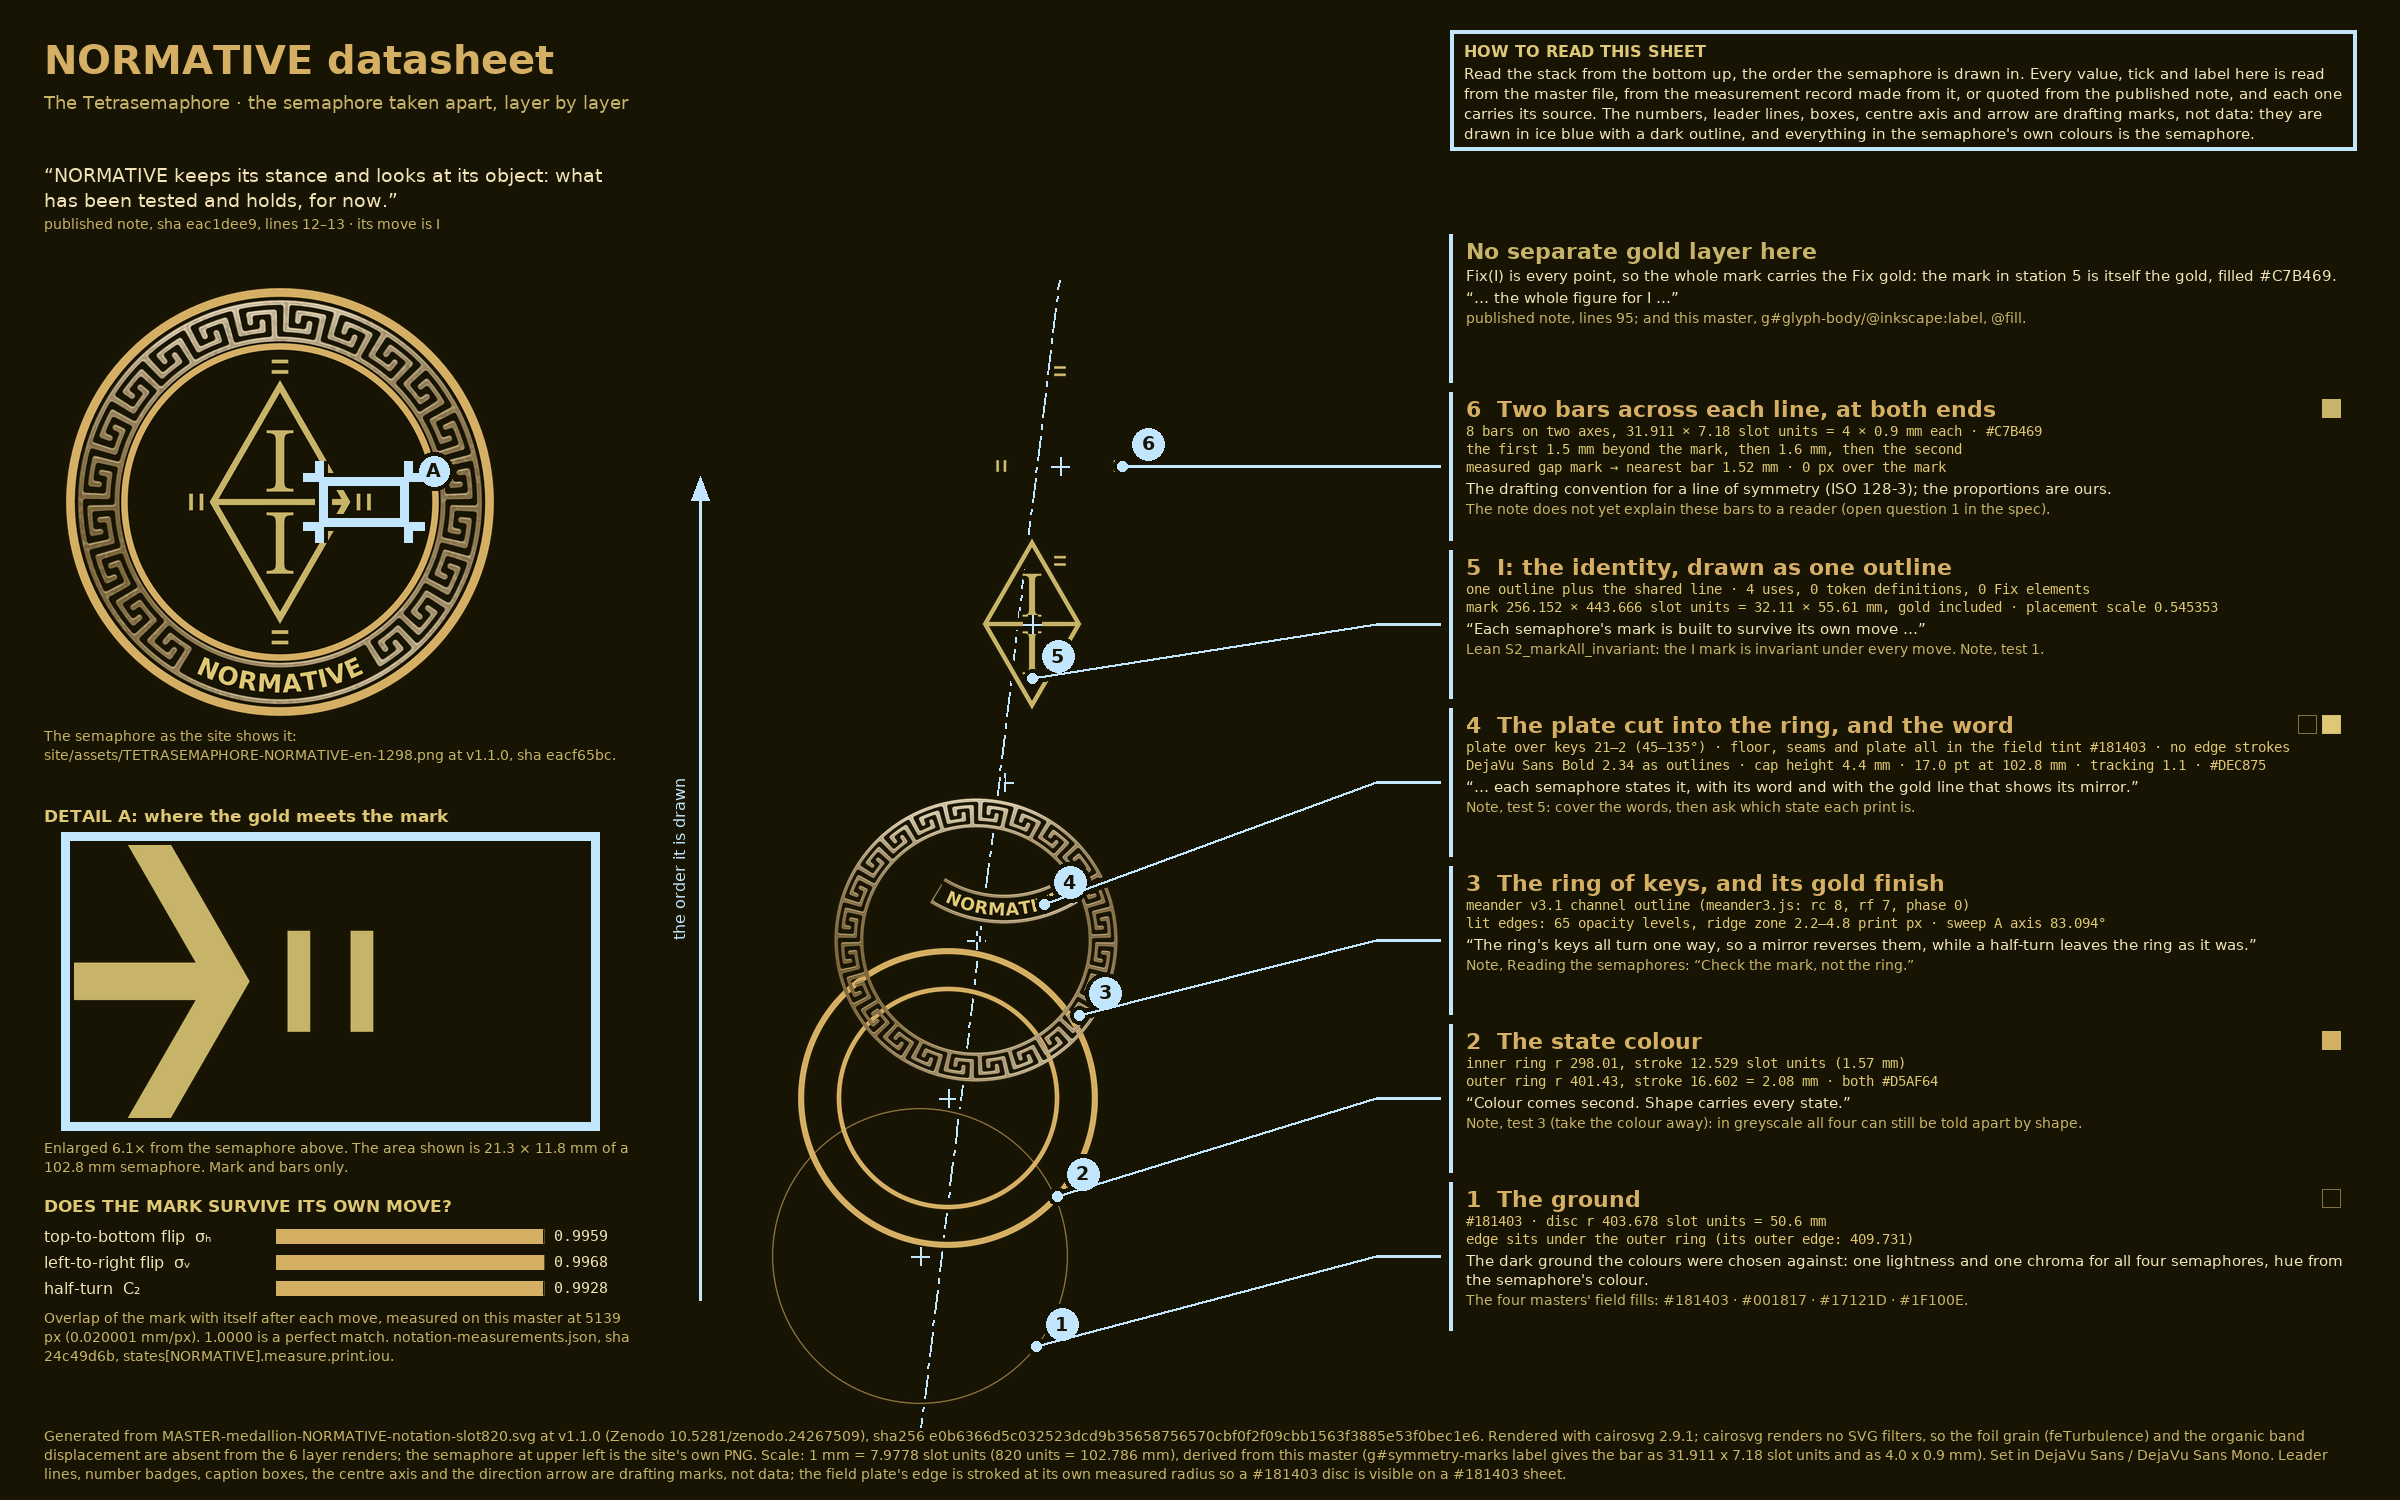 NORMATIVE datasheet
The Tetrasemaphore · the semaphore taken apart, layer by layer
“NORMATIVE keeps its stance and looks at its object: what
has been tested and holds, for now.”
published note, sha eac1dee9, lines 12–13 · its move is I
I
I
A
NORMATIVE
The semaphore as the site shows it:
site/assets/TETRASEMAPHORE-NORMATIVE-en-1298.png at v1.1.0, sha eacf65bc.
DETAIL A: where the gold meets the mark
Enlarged 6.1× from the semaphore above. The area shown is 21.3 × 11.8 mm of a
102.8 mm semaphore. Mark and bars only.
DOES THE MARK SURVIVE ITS OWN MOVE?
top-to-bottom flip σₕ 0.9959
left-to-right flip σᵥ 0.9968
half-turn C₂ 0.9928
Overlap of the mark with itself after each move, measured on this master at 5139
px (0.020001 mm/px). 1.0000 is a perfect match. notation-measurements.json, sha
24c49d6b, states[NORMATIVE].measure.print.iou.
the order it is drawn
6
I
I
5
4
NORMATI
3
2
1
HOW TO READ THIS SHEET
Read the stack from the bottom up, the order the semaphore is drawn in. Every value, tick and label here is read
from the master file, from the measurement record made from it, or quoted from the published note, and each one
carries its source. The numbers, leader lines, boxes, centre axis and arrow are drafting marks, not data: they are
drawn in ice blue with a dark outline, and everything in the semaphore's own colours is the semaphore.
No separate gold layer here
Fix(I) is every point, so the whole mark carries the Fix gold: the mark in station 5 is itself the gold, filled #C7B469.
“… the whole figure for I …”
published note, lines 95; and this master, g#glyph-body/@inkscape:label, @fill.
6 Two bars across each line, at both ends
8 bars on two axes, 31.911 × 7.18 slot units = 4 × 0.9 mm each · #C7B469
the first 1.5 mm beyond the mark, then 1.6 mm, then the second
measured gap mark → nearest bar 1.52 mm · 0 px over the mark
The drafting convention for a line of symmetry (ISO 128-3); the proportions are ours.
The note does not yet explain these bars to a reader (open question 1 in the spec).
5 I: the identity, drawn as one outline
one outline plus the shared line · 4 uses, 0 token definitions, 0 Fix elements
mark 256.152 × 443.666 slot units = 32.11 × 55.61 mm, gold included · placement scale 0.545353
“Each semaphore's mark is built to survive its own move …”
Lean S2_markAll_invariant: the I mark is invariant under every move. Note, test 1.
4 The plate cut into the ring, and the word
plate over keys 21–2 (45–135°) · floor, seams and plate all in the field tint #181403 · no edge strokes
DejaVu Sans Bold 2.34 as outlines · cap height 4.4 mm · 17.0 pt at 102.8 mm · tracking 1.1 · #DEC875
“… each semaphore states it, with its word and with the gold line that shows its mirror.”
Note, test 5: cover the words, then ask which state each print is.
3 The ring of keys, and its gold finish
meander v3.1 channel outline (meander3.js: rc 8, rf 7, phase 0)
lit edges: 65 opacity levels, ridge zone 2.2–4.8 print px · sweep A axis 83.094°
“The ring's keys all turn one way, so a mirror reverses them, while a half-turn leaves the ring as it was.”
Note, Reading the semaphores: “Check the mark, not the ring.”
2 The state colour
inner ring r 298.01, stroke 12.529 slot units (1.57 mm)
outer ring r 401.43, stroke 16.602 = 2.08 mm · both #D5AF64
“Colour comes second. Shape carries every state.”
Note, test 3 (take the colour away): in greyscale all four can still be told apart by shape.
1 The ground
#181403 · disc r 403.678 slot units = 50.6 mm
edge sits under the outer ring (its outer edge: 409.731)
The dark ground the colours were chosen against: one lightness and one chroma for all four semaphores, hue from
the semaphore's colour.
The four masters' field fills: #181403 · #001817 · #17121D · #1F100E.
Generated from MASTER-medallion-NORMATIVE-notation-slot820.svg at v1.1.0 (Zenodo 10.5281/zenodo.24267509), sha256 e0b6366d5c032523dcd9b35658756570cbf0f2f09cbb1563f3885e53f0bec1e6. Rendered with cairosvg 2.9.1; cairosvg renders no SVG filters, so the foil grain (feTurbulence) and the organic band
displacement are absent from the 6 layer renders; the semaphore at upper left is the site's own PNG. Scale: 1 mm = 7.9778 slot units (820 units = 102.786 mm), derived from this master (g#symmetry-marks label gives the bar as 31.911 x 7.18 slot units and as 4.0 x 0.9 mm). Set in DejaVu Sans / DejaVu Sans Mono. Leader
lines, number badges, caption boxes, the centre axis and the direction arrow are drafting marks, not data; the field plate's edge is stroked at its own measured radius so a #181403 disc is visible on a #181403 sheet.